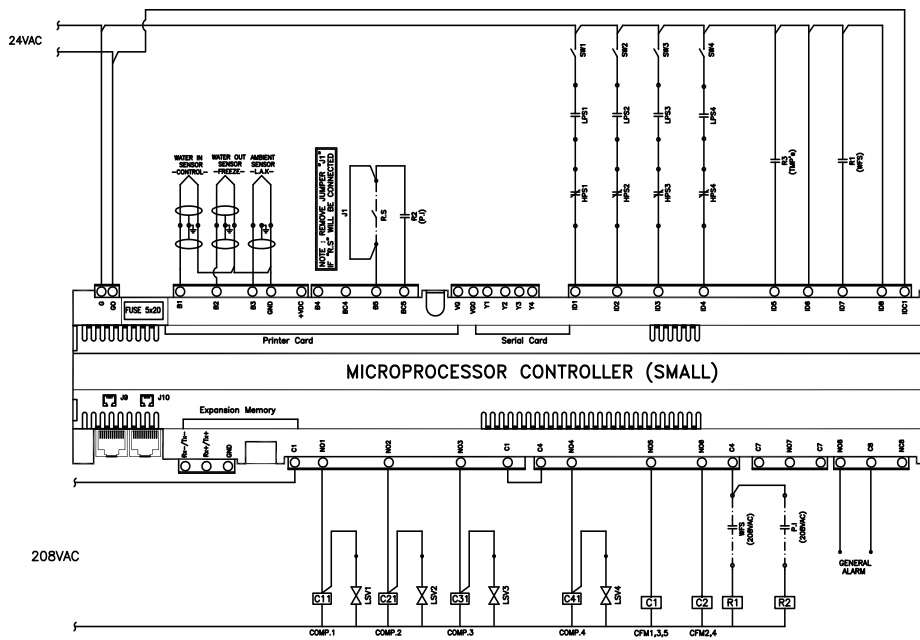 24VAC
SW1
SW2
SW3
SW4
LPS1
LPS2
LPS3
LPS4
HPS1
HPS2
HPS3
HPS4
R3
(TMP's)
R1
(WFS)
WATER IN
SENSOR
-CONTROL-
WATER OUT
SENSOR
-FREEZE-
AMBIENT
SENSOR
-L.A.K-
NOTE : REMOVE JUMPER "J1"
IF "R.S" WILL BE CONNECTED
J1
R.S
R2
(P.I)
G
GO
FUSE 5x20
B1
B2
B3
GND
+VDC
B4
BC4
B5
BC5
VG
VGO
Y1
Y2
Y3
Y4
ID1
ID2
ID3
ID4
ID5
ID6
ID7
ID8
IDC1
Printer Card
Serial Card
MICROPROCESSOR CONTROLLER (SMALL)
J9
J10
Expansion Memory
Rx-/Tx-
Rx+/Tx+
GND
C1
NO1
NO2
NO3
C1
C4
NO4
NO5
NO6
C4
C7
NO7
C7
NO8
C8
NC8
208VAC
WFS
(208VAC)
P.I
(208VAC)
GENERAL
ALARM
C11
LSV1
C21
LSV2
C31
LSV3
C41
LSV4
C1
C2
R1
R2
COMP.1
COMP.2
COMP.3
COMP.4
CFM1,3,5
CFM2,4